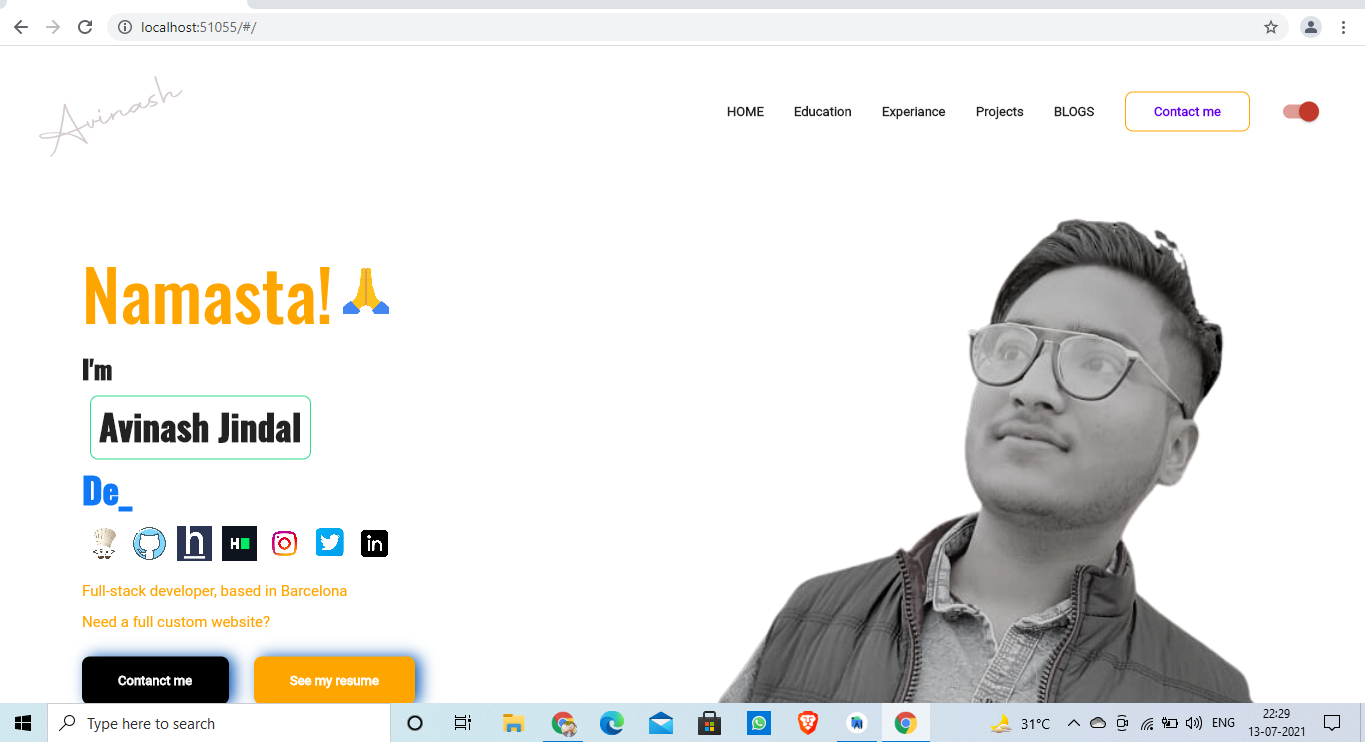 localhost:51055/#/
Avinash
HOME Education Experiance Projects BLOGS Contact me
Namasta!🙏
I'm
Avinash Jindal
De_
h H in
Full-stack developer, based in Barcelona
Need a full custom website?
Contanct me See my resume
Type here to search
31°C ENG 22:29
13-07-2021